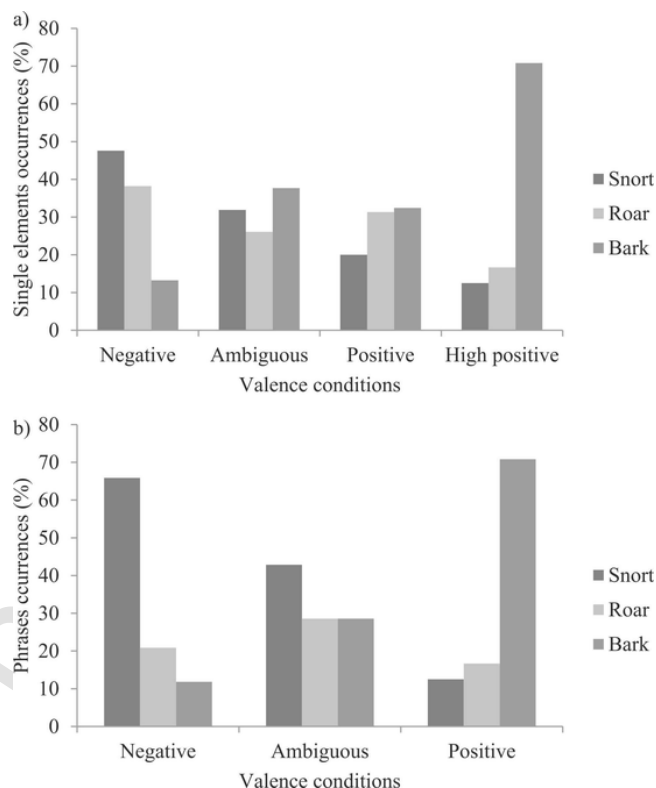 a)
Single elements occurrences (%)
80
70
60
50
40
30
20
10
0
Negative Ambiguous Positive High positive
Valence conditions
Snort
Roar
Bark
b)
Phrases ccurrences (%)
80
70
60
50
40
30
20
10
0
Negative Ambiguous Positive
Valence conditions
Snort
Roar
Bark